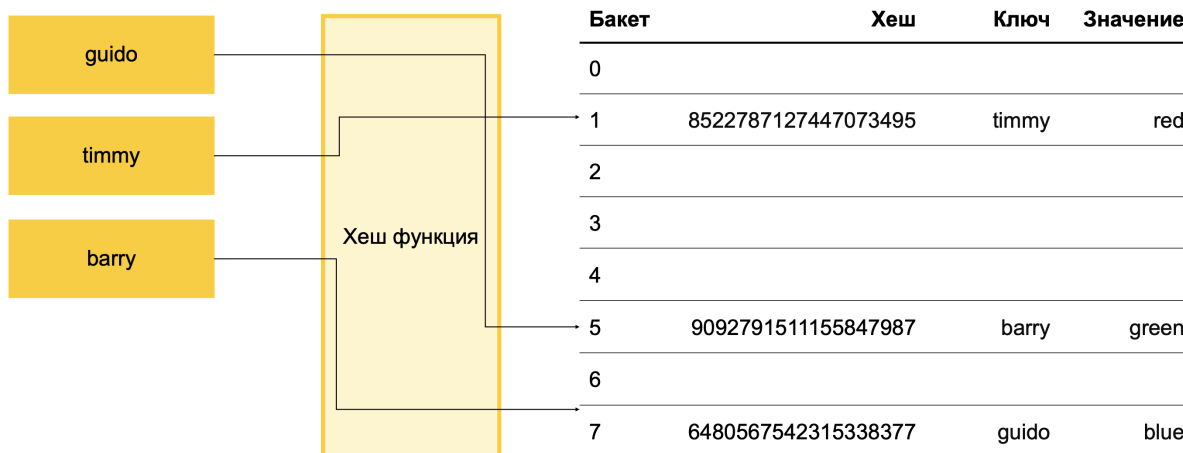 guido
timmy
barry
Хеш функция
Бакет Хеш Ключ Значение
0
1 8522787127447073495 timmy red
2
3
4
5 9092791511155847987 barry green
6
7 6480567542315338377 guido blue